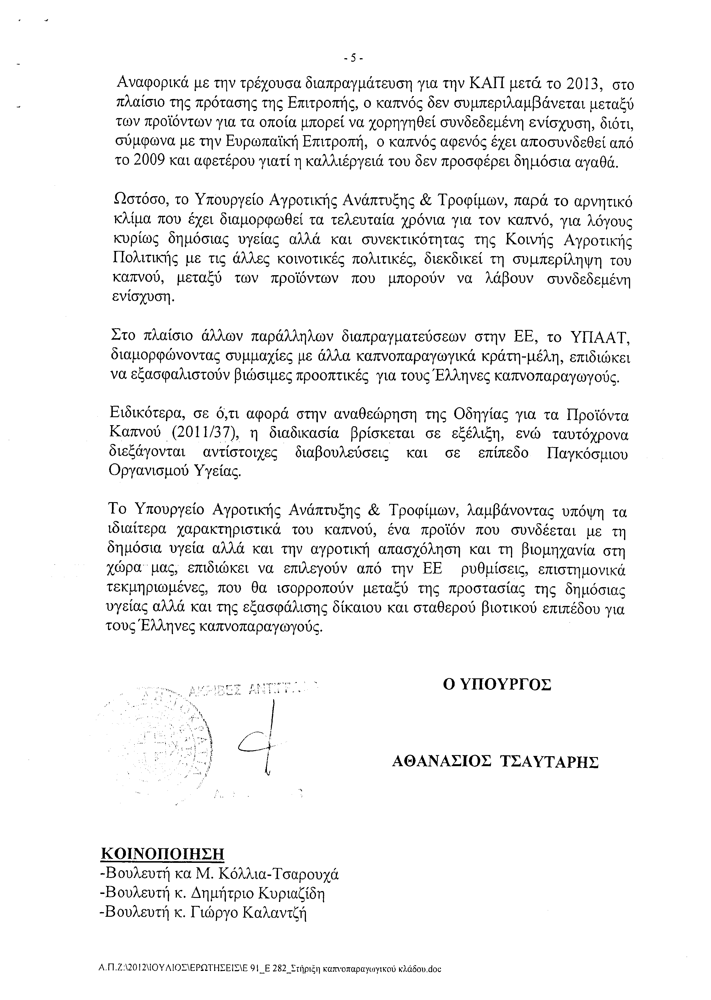 - 5 -
Αναφορικά με την τρέχουσα διαπραγμάτευση για την ΚΑΠ μετά το 2013, στο
πλαίσιο της πρότασης της Επιτροπής, ο καπνός δεν συμπεριλαμβάνεται μεταξύ
των προϊόντων για τα οποία μπορεί να χορηγηθεί συνδεδεμένη ενίσχυση, διότι,
σύμφωνα με την Ευρωπαϊκή Επιτροπή, ο καπνός αφενός έχει αποσυνδεθεί από
το 2009 και αφετέρου γιατί η καλλιέργειά του δεν προσφέρει δημόσια αγαθά.
Ωστόσο, το Υπουργείο Αγροτικής Ανάπτυξης & Τροφίμων, παρά το αρνητικό
κλίμα που έχει διαμορφωθεί τα τελευταία χρόνια για τον καπνό, για λόγους
κυρίως δημόσιας υγείας αλλά και συνεκτικότητας της Κοινής Αγροτικής
Πολιτικής με τις άλλες κοινοτικές πολιτικές, διεκδικεί τη συμπερίληψη του
καπνού, μεταξύ των προϊόντων που μπορούν να λάβουν συνδεδεμένη
ενίσχυση.
Στο πλαίσιο άλλων παράλληλων διαπραγματεύσεων στην ΕΕ, το ΥΠΑΑΤ,
διαμορφώνοντας συμμαχίες με άλλα καπνοπαραγωγικά κράτη-μέλη, επιδιώκει
να εξασφαλιστούν βιώσιμες προοπτικές για τους Έλληνες καπνοπαραγωγούς.
Ειδικότερα, σε ό,τι αφορά στην αναθεώρηση της Οδηγίας για τα Προϊόντα
Καπνού (2011/37), η διαδικασία βρίσκεται σε εξέλιξη, ενώ ταυτόχρονα
διεξάγονται αντίστοιχες διαβουλεύσεις και σε επίπεδο Παγκόσμιου
Οργανισμού Υγείας.
Το Υπουργείο Αγροτικής Ανάπτυξης & Τροφίμων, λαμβάνοντας υπόψη τα
ιδιαίτερα χαρακτηριστικά του καπνού, ένα προϊόν που συνδέεται με τη
δημόσια υγεία αλλά και την αγροτική απασχόληση και τη βιομηχανία στη
χώρα μας, επιδιώκει να επιλεγούν από την ΕΕ ρυθμίσεις, επιστημονικά
τεκμηριωμένες, που θα ισορροπούν μεταξύ της προστασίας της δημόσιας
υγείας αλλά και της εξασφάλισης δίκαιου και σταθερού βιοτικού επιπέδου για
τους Έλληνες καπνοπαραγωγούς.
Ο ΥΠΟΥΡΓΟΣ
ΑΚΡΙΒΕΣ
ΑΘΑΝΑΣΙΟΣ ΤΣΑΥΤΑΡΗΣ
ΚΟΙΝΟΠΟΙΗΣΗ
-Βουλευτή κα Μ. Κόλλια-Τσαρουχά
-Βουλευτή κ. Δημήτριο Κυριαζίδη
-Βουλευτή κ. Γιώργο Καλαντζή
Α.Π.Ζ:\2012\ΙΟΥΛΙΟΣ\ΕΡΩΤΗΣΕΙΣ\Ε 91_Ε 282_Στήριξη καπνοπαραγωγικού κλάδου.doc